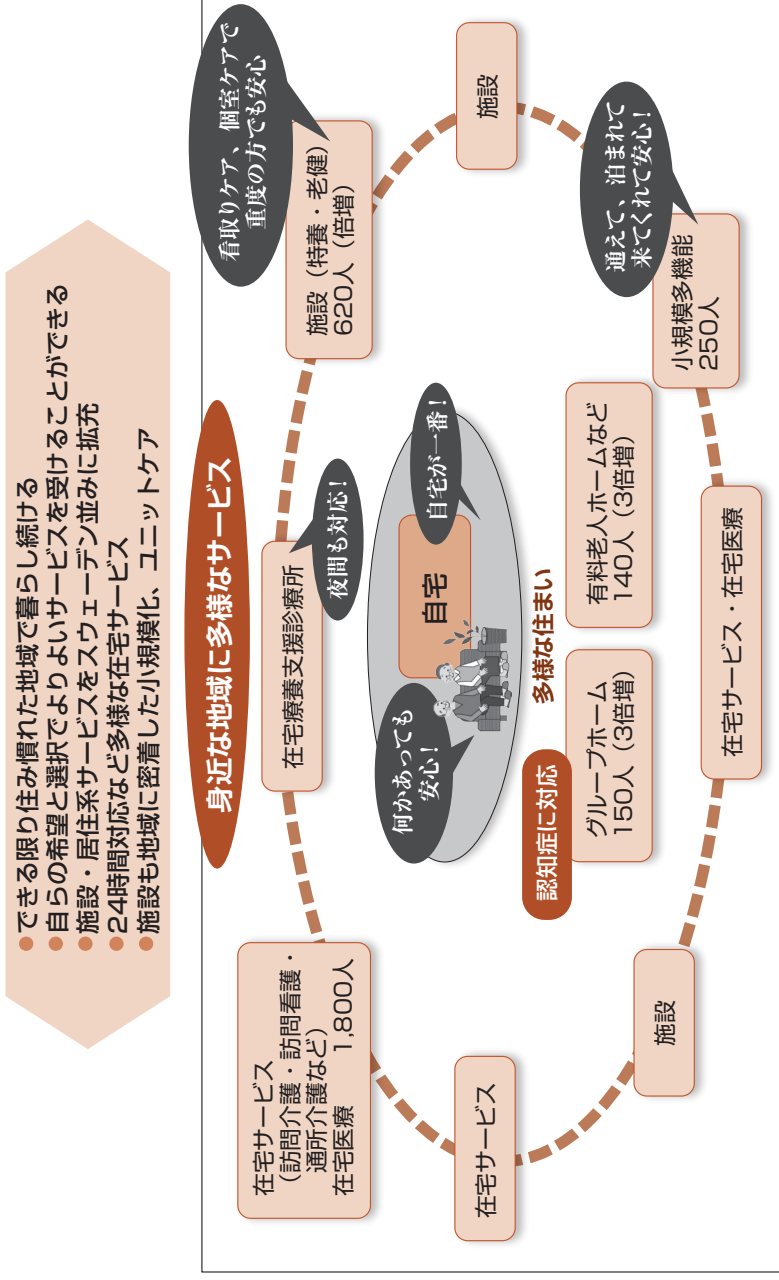 できる限り住み慣れた地域で暮らし続ける
自らの希望と選択でよりよいサービスを受けることができる
施設・居住系サービスをスウェーデン並みに拡充
24時間対応など多様な在宅サービス
施設も地域に密着した小規模化、ユニットケア
身近な地域に多様なサービス
在宅サービス
（訪問介護・訪問看護・
通所介護など）
在宅医療 1,800人
在宅療養支援診療所
夜間も対応！
施設（特養・老健）
620人（倍増）
看取りケア、個室ケアで
重度の方でも安心
何かあっても
安心！
自宅
自宅が一番！
在宅サービス
施設
多様な住まい
認知症に対応
グループホーム
150人（3倍増）
有料老人ホームなど
140人（3倍増）
通えて、泊まれて
来てくれて安心！
小規模多機能
250人
施設
在宅サービス・在宅医療